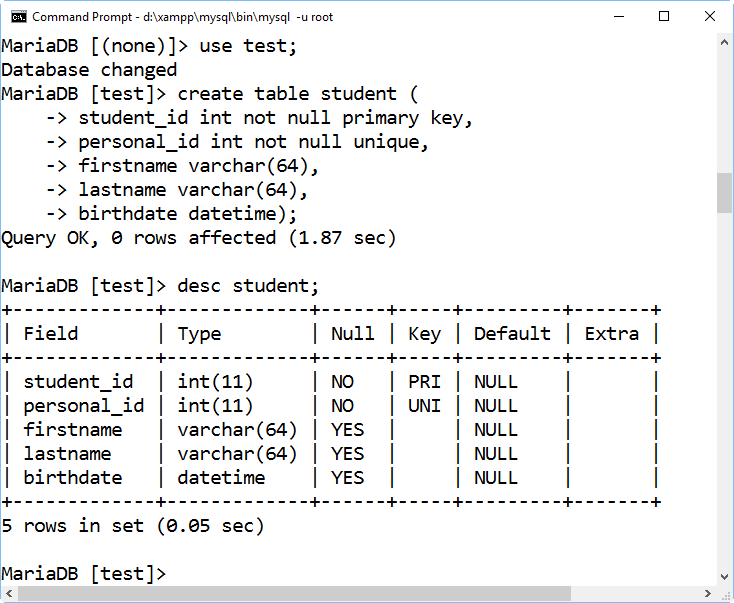 Command Prompt - d:\xampp\mysql\bin\mysql  -u root
MariaDB [(none)]> use test;
Database changed
MariaDB [test]> create table student (
    -> student_id int not null primary key,
    -> personal_id int not null unique,
    -> firstname varchar(64),
    -> lastname varchar(64),
    -> birthdate datetime);
Query OK, 0 rows affected (1.87 sec)

MariaDB [test]> desc student;
+-------------+-------------+------+-----+---------+-------+
| Field       | Type        | Null | Key | Default | Extra |
+-------------+-------------+------+-----+---------+-------+
| student_id  | int(11)     | NO   | PRI | NULL    |       |
| personal_id | int(11)     | NO   | UNI | NULL    |       |
| firstname   | varchar(64) | YES  |     | NULL    |       |
| lastname    | varchar(64) | YES  |     | NULL    |       |
| birthdate   | datetime    | YES  |     | NULL    |       |
+-------------+-------------+------+-----+---------+-------+
5 rows in set (0.05 sec)

MariaDB [test]>